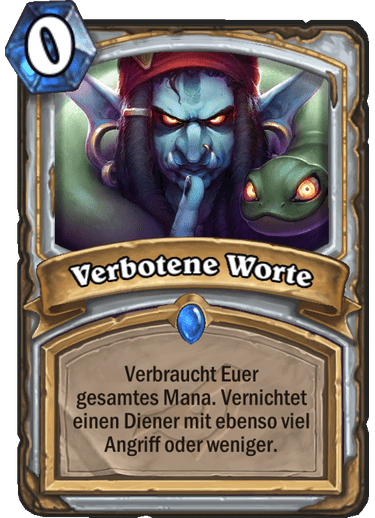 0
Verbotene Worte
Verbraucht Euer
gesamtes Mana. Vernichtet
einen Diener mit ebenso viel
Angriff oder weniger.